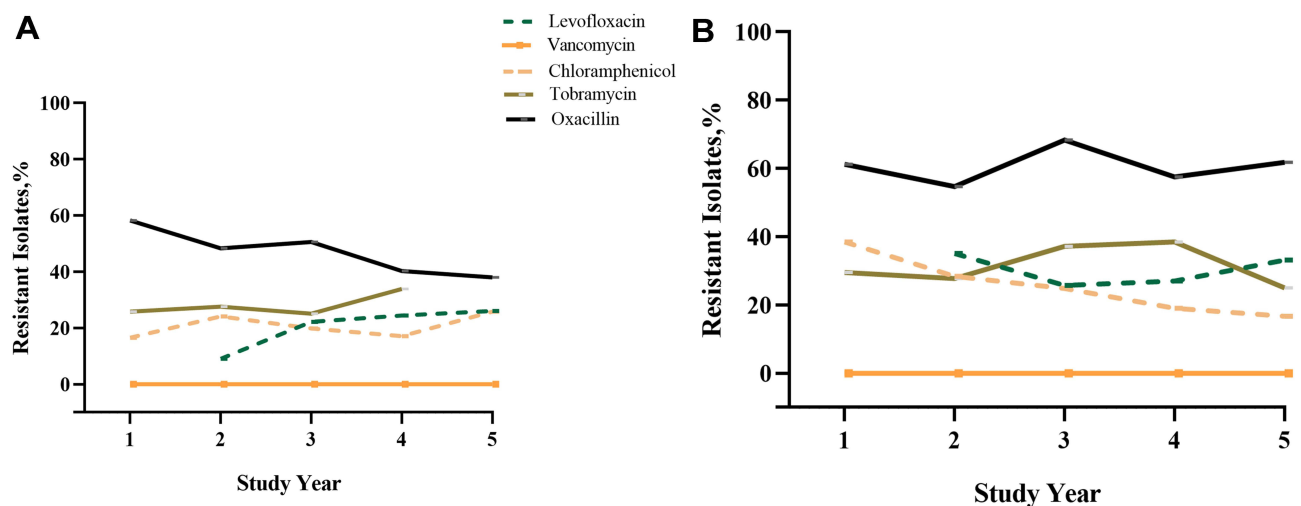 A
Levofloxacin
Vancomycin
Chloramphenicol
Tobramycin
Oxacillin
Resistant Isolates,%
100
80
60
40
20
0
1 2 3 4 5
Study Year
B
Resistant Isolates,%
100
80
60
40
20
0
1 2 3 4 5
Study Year